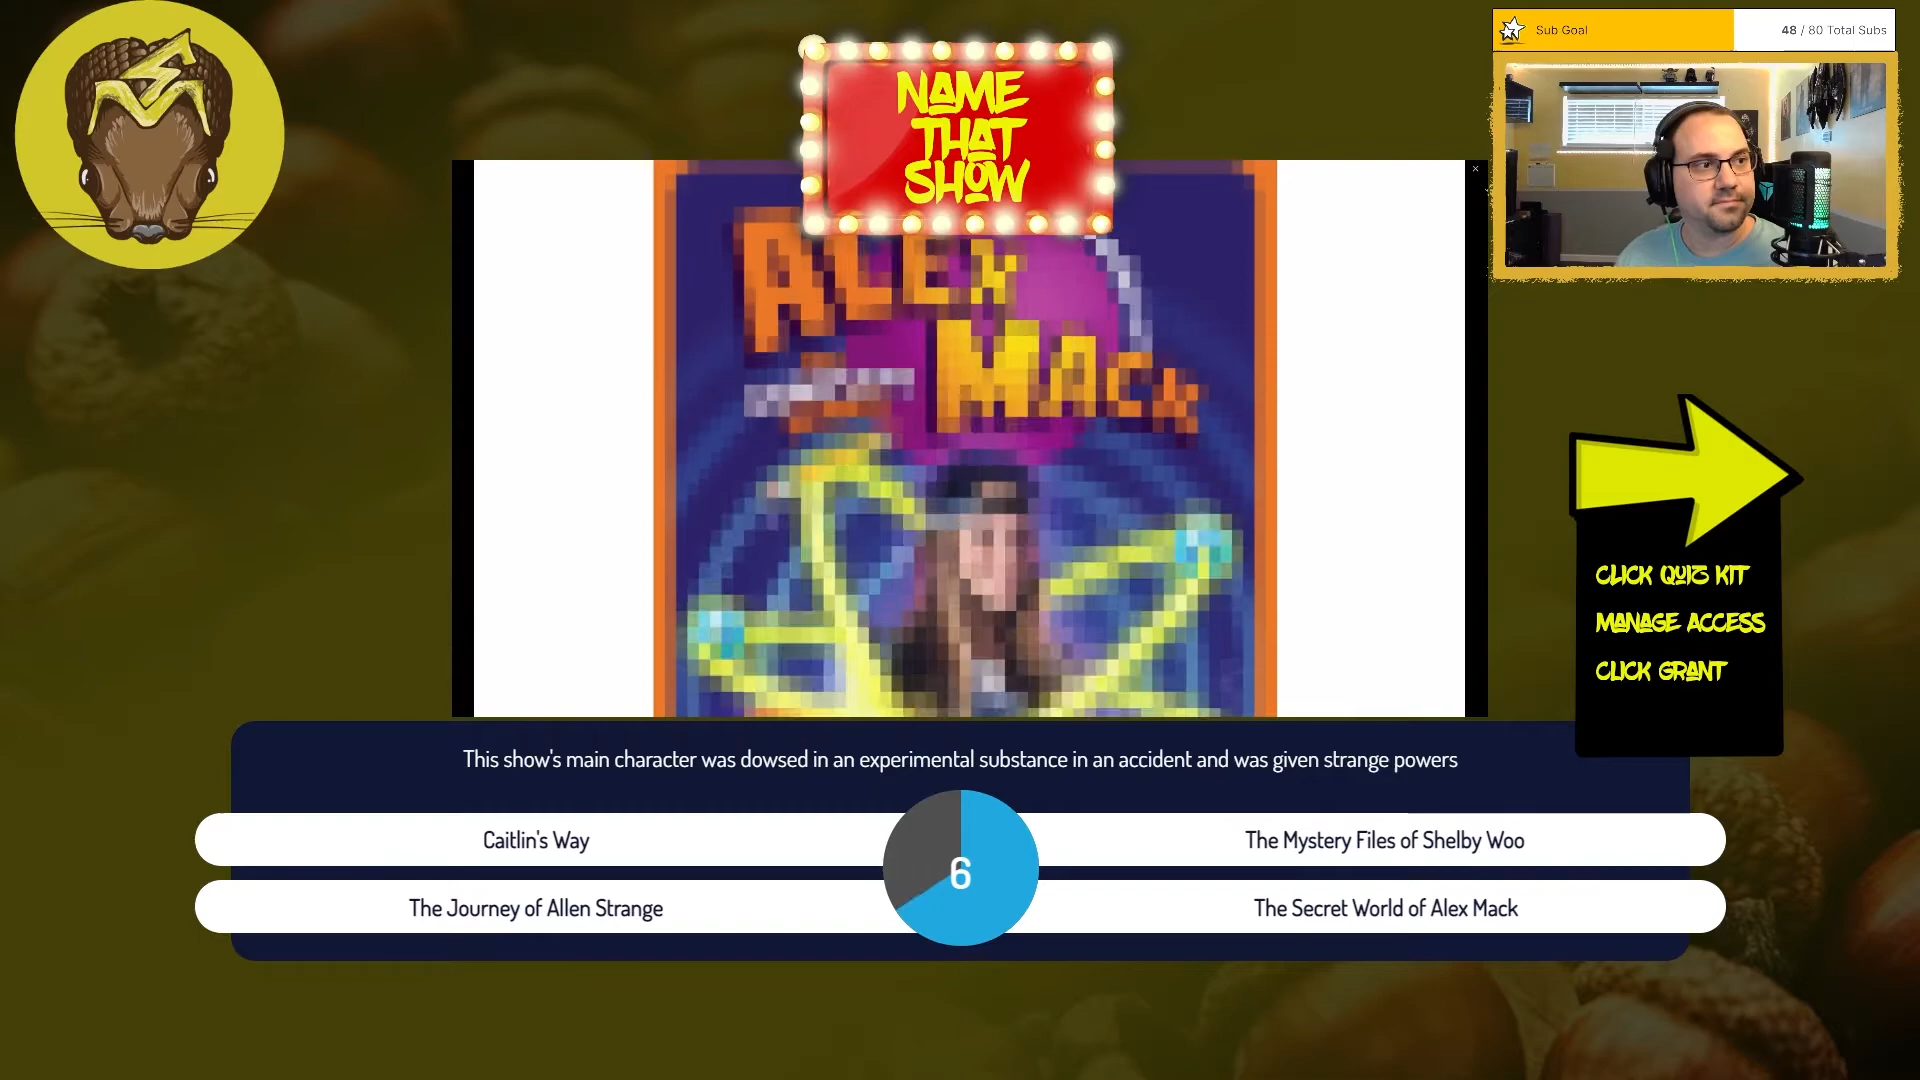 Sub Goal
48 / 80 Total Subs
NAME
THAT
SHOW
ALEX
MACK
CLICK QUIZ KIT
MANAGE ACCESS
CLICK GRANT
This show's main character was dowsed in an experimental substance in an accident and was given strange powers
Caitlin's Way
The Mystery Files of Shelby Woo
6
The Journey of Allen Strange
The Secret World of Alex Mack